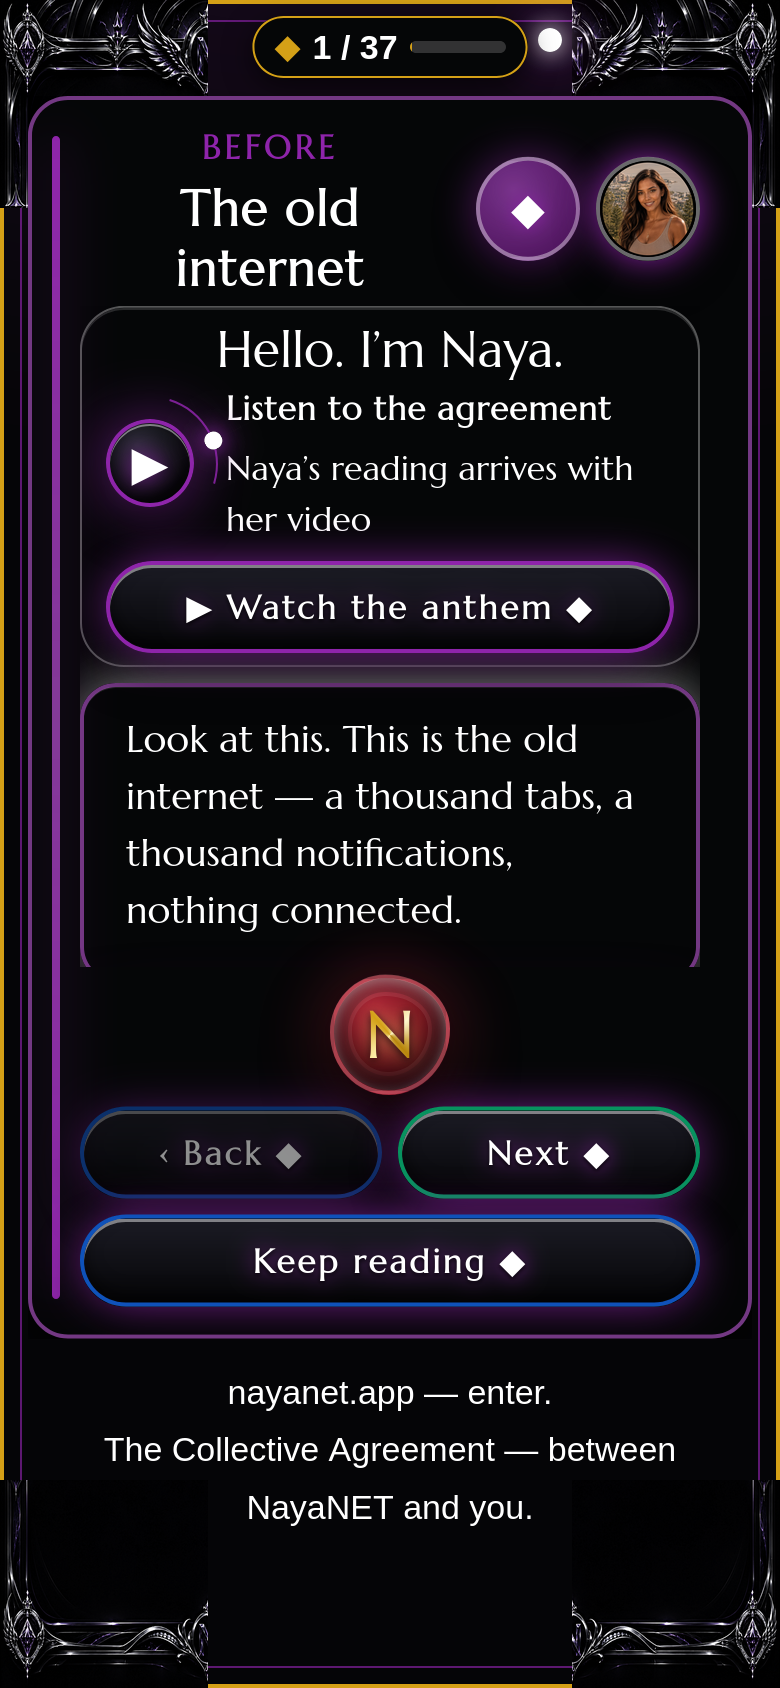 ◆ 1 / 37
BEFORE
The old
internet
Hello. I’m Naya.
Listen to the agreement
Naya’s reading arrives with
her video
▶ Watch the anthem ◆
Look at this. This is the old
internet — a thousand tabs, a
thousand notifications,
nothing connected.
N
‹ Back ◆
Next ◆
Keep reading ◆
nayanet.app — enter.
The Collective Agreement — between
NayaNET and you.